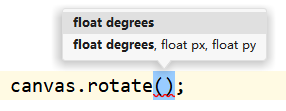 float degrees
float degrees, float px, float py
canvas.rotate();